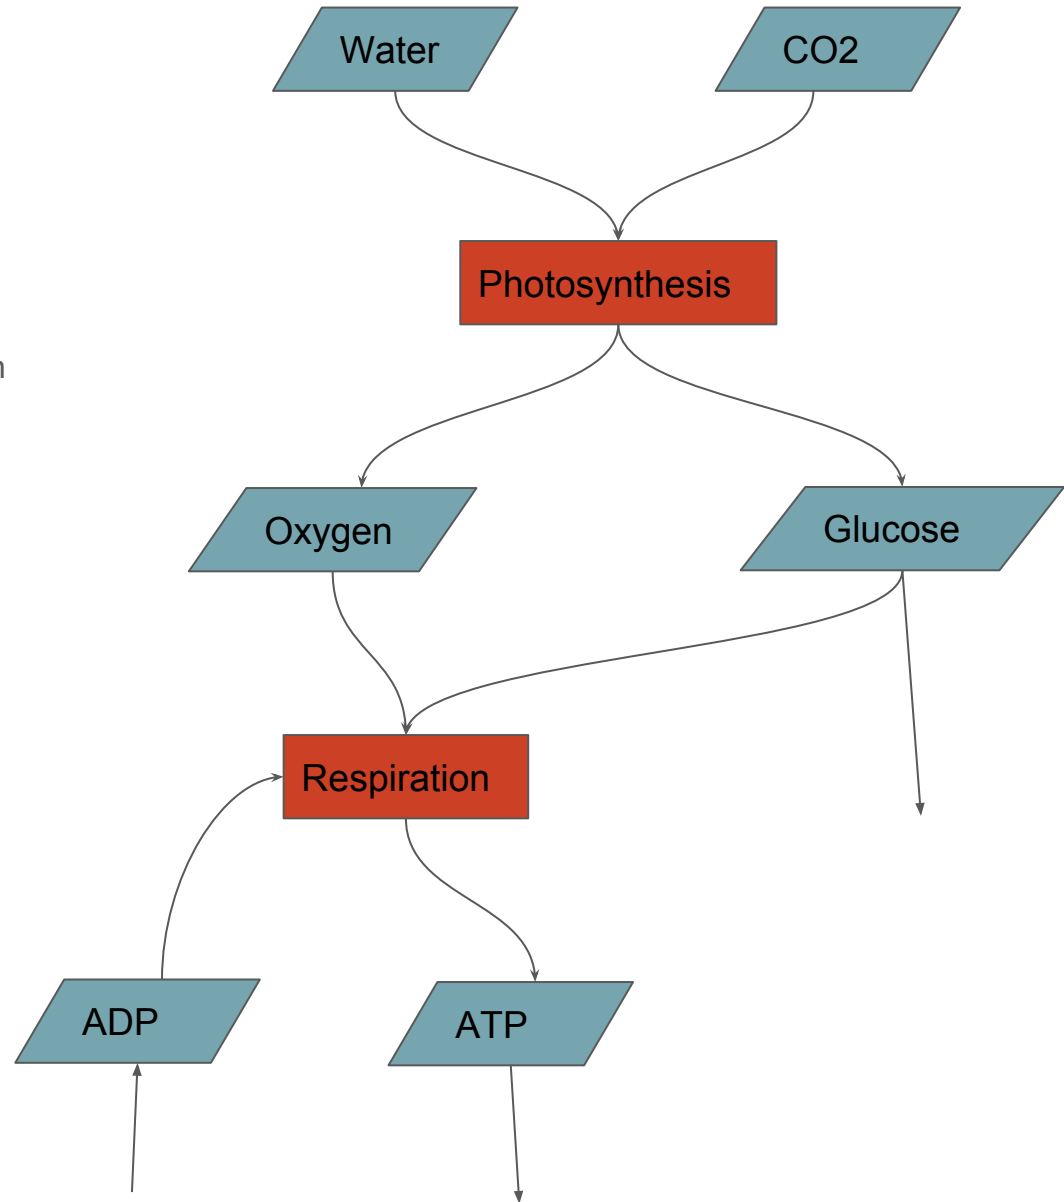 Water
CO2
Photosynthesis
n
Oxygen
Glucose
Respiration
ADP
ATP